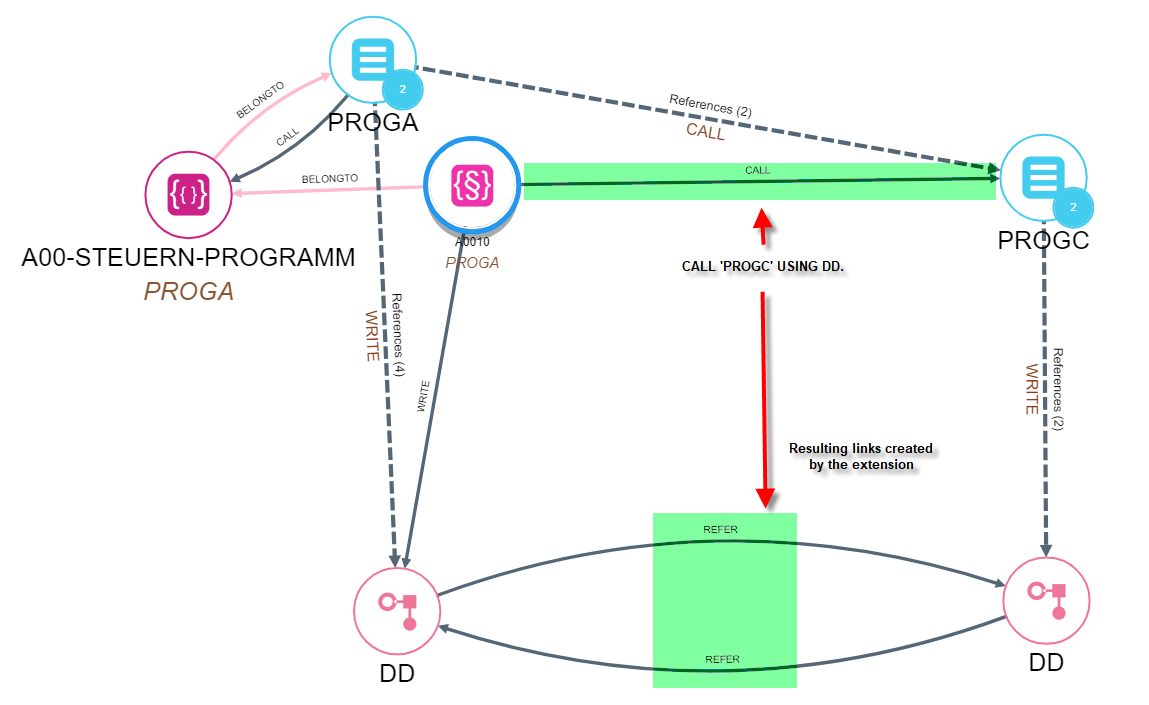 2
PROGA
BELONGTO
CALL
References (2)
CALL
2
PROGC
BELONGTO
CALL
A00-STEUERN-PROGRAMM
PROGA
A0010
PROGA
CALL 'PROGC' USING DD.
References (4)
WRITE
WRITE
References (2)
WRITE
Resulting links created
by the extension
REFER
REFER
DD
DD